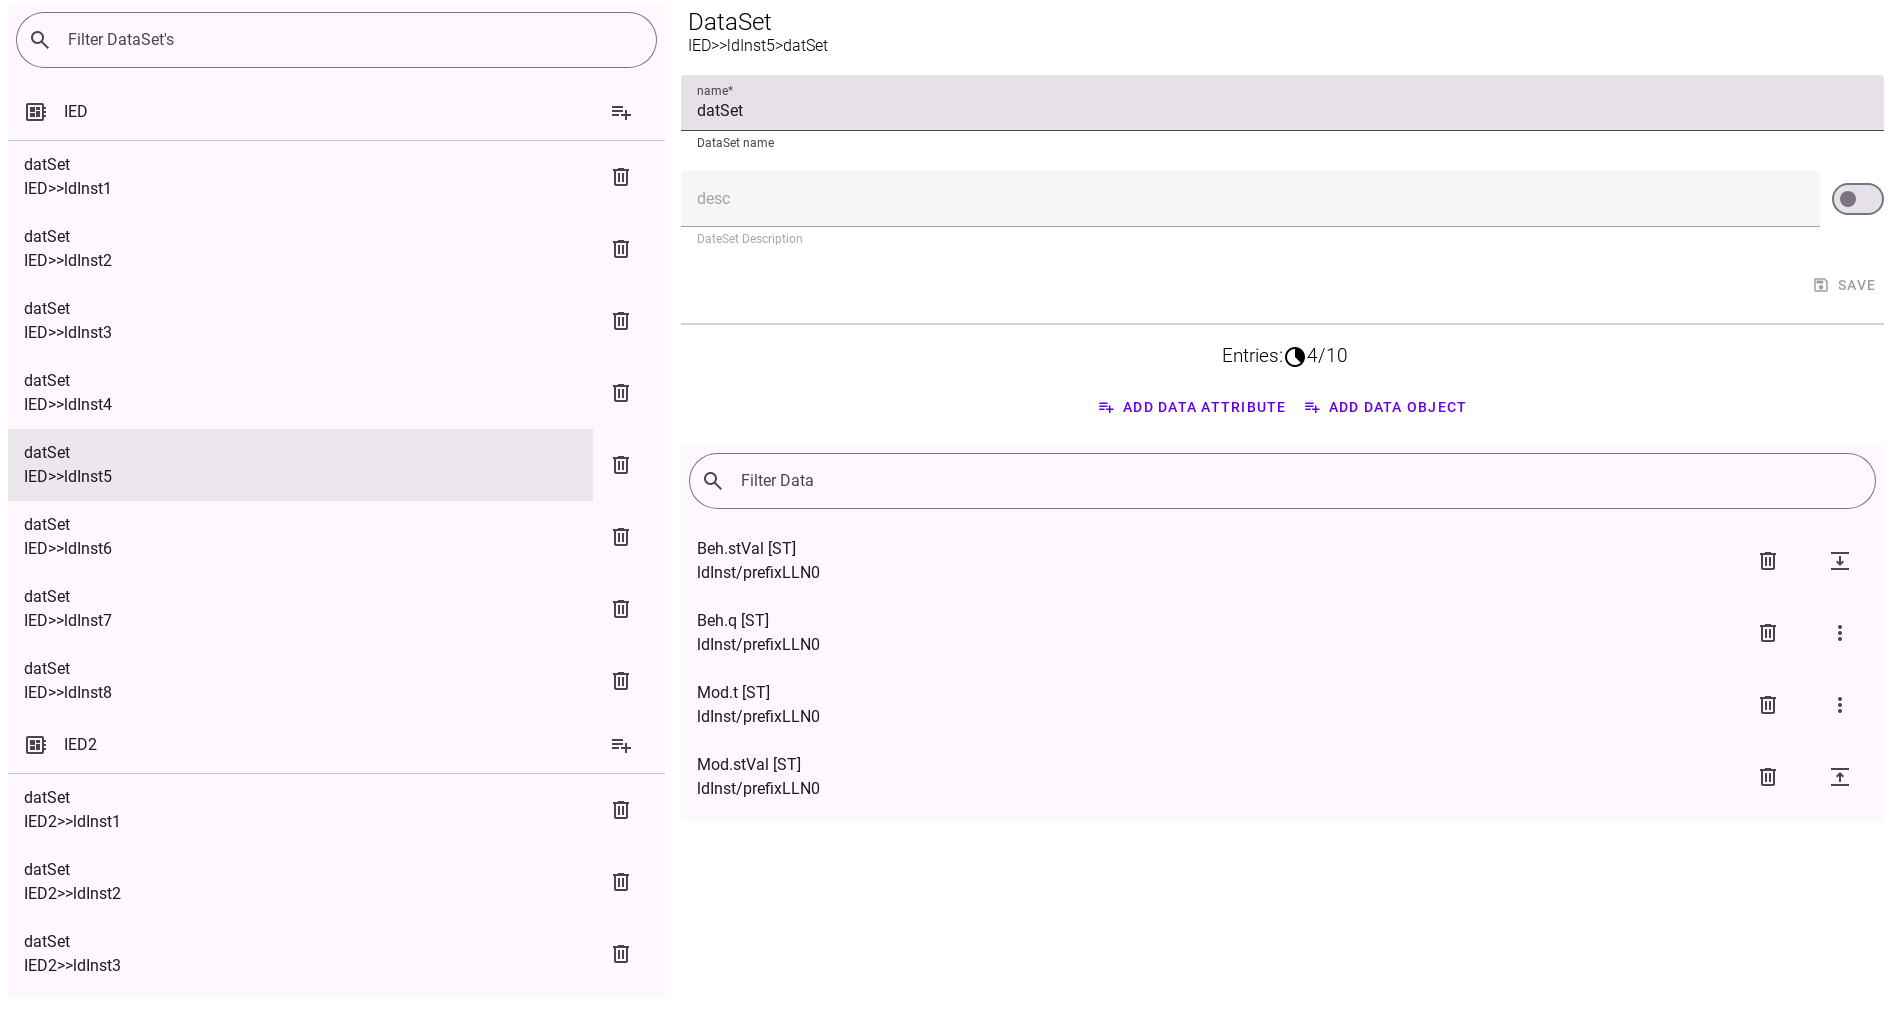 Filter DataSet's
IED
datSet
IED>>ldInst1
datSet
IED>>ldInst2
datSet
IED>>ldInst3
datSet
IED>>ldInst4
datSet
IED>>ldInst5
datSet
IED>>ldInst6
datSet
IED>>ldInst7
datSet
IED>>ldInst8
IED2
datSet
IED2>>ldInst1
datSet
IED2>>ldInst2
datSet
IED2>>ldInst3
DataSet
IED>>ldInst5>datSet
name*
datSet
DataSet name
desc
DateSet Description
SAVE
Entries: 4/10
ADD DATA ATTRIBUTE ADD DATA OBJECT
Filter Data
Beh.stVal [ST]
ldInst/prefixLLN0
Beh.q [ST]
ldInst/prefixLLN0
Mod.t [ST]
ldInst/prefixLLN0
Mod.stVal [ST]
ldInst/prefixLLN0